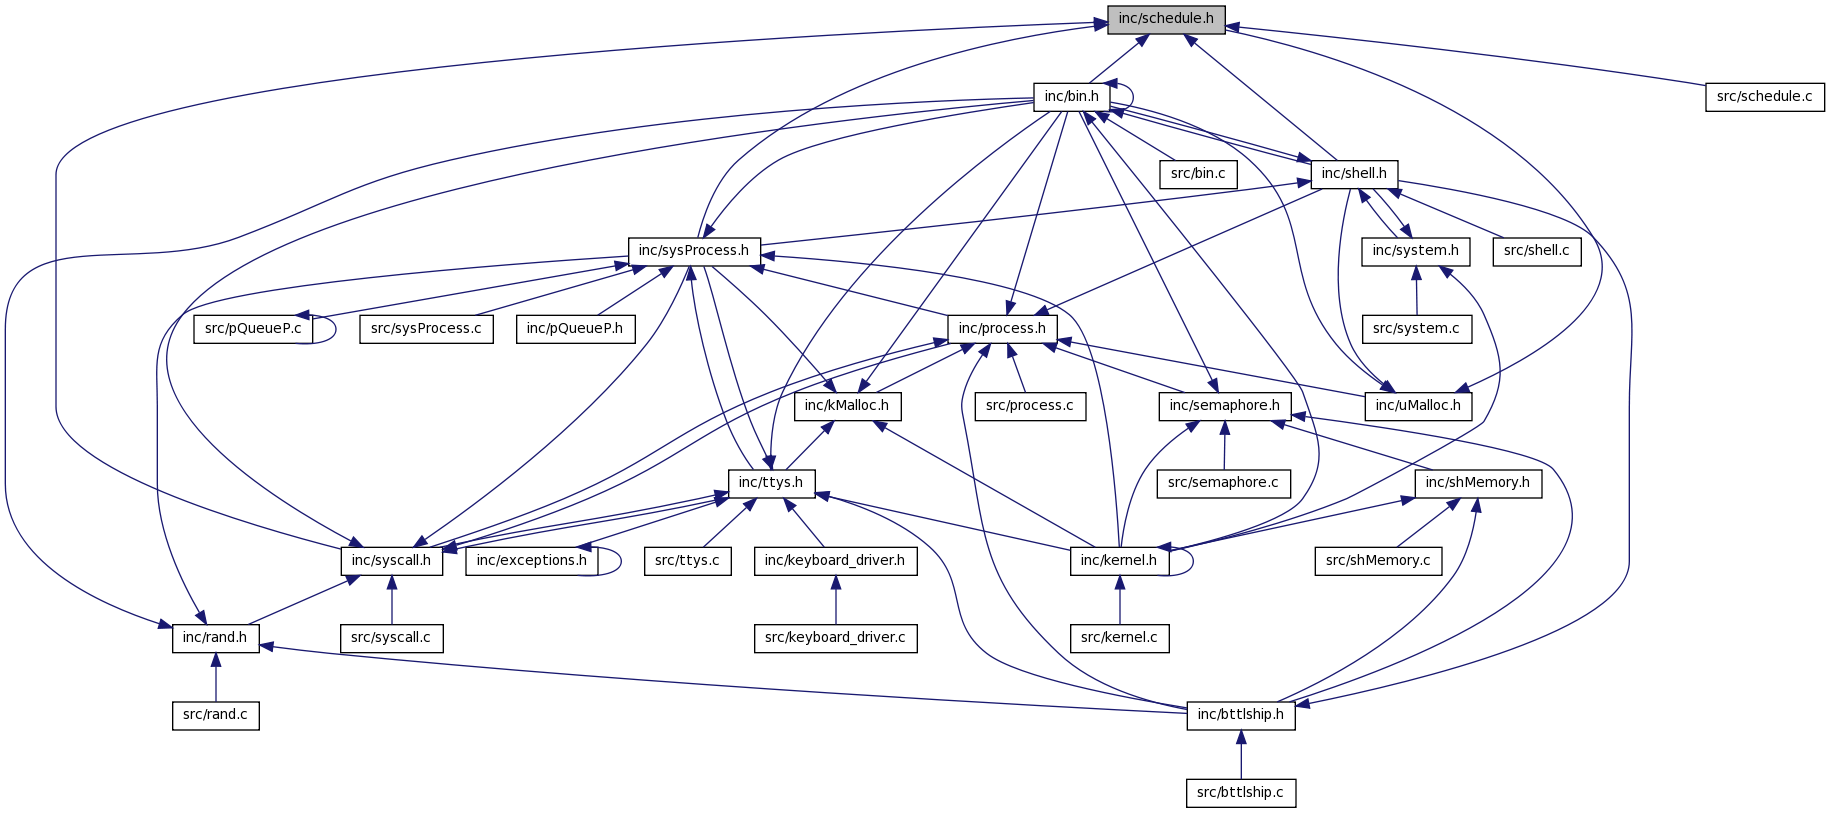 inc/schedule.h
inc/bin.h
src/schedule.c
src/bin.c
inc/shell.h
inc/sysProcess.h
inc/system.h
src/shell.c
src/pQueueP.c
src/sysProcess.c
inc/pQueueP.h
inc/process.h
src/system.c
inc/kMalloc.h
src/process.c
inc/semaphore.h
inc/uMalloc.h
inc/ttys.h
src/semaphore.c
inc/shMemory.h
inc/syscall.h
inc/exceptions.h
src/ttys.c
inc/keyboard_driver.h
inc/kernel.h
src/shMemory.c
inc/rand.h
src/syscall.c
src/keyboard_driver.c
src/kernel.c
src/rand.c
inc/bttlship.h
src/bttlship.c